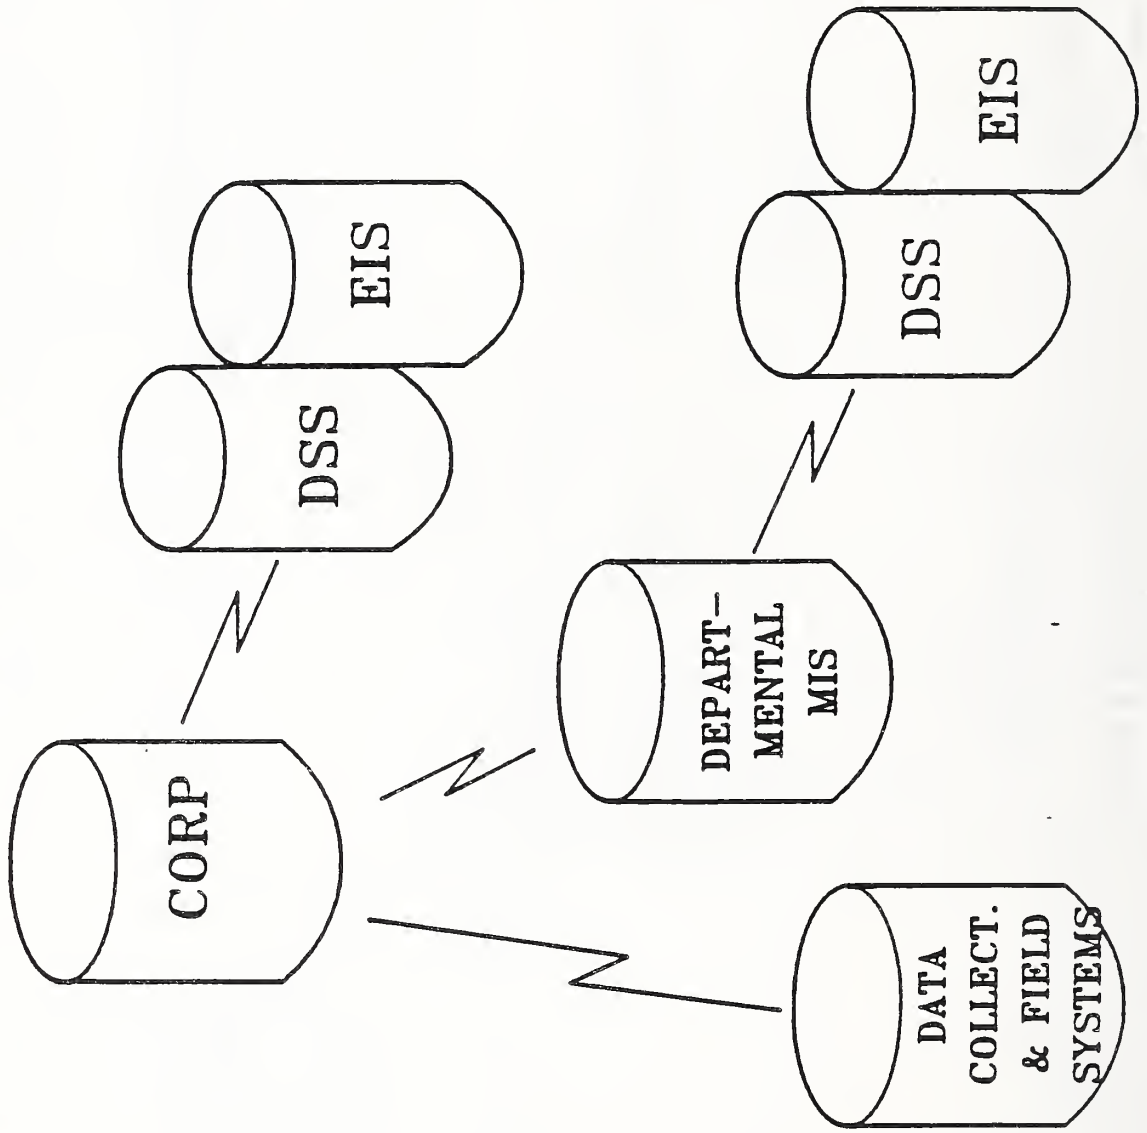 CORP
DSS
EIS
DEPART-
MENTAL
MIS
DSS
EIS
DATA
COLLECT.
& FIELD
SYSTEMS